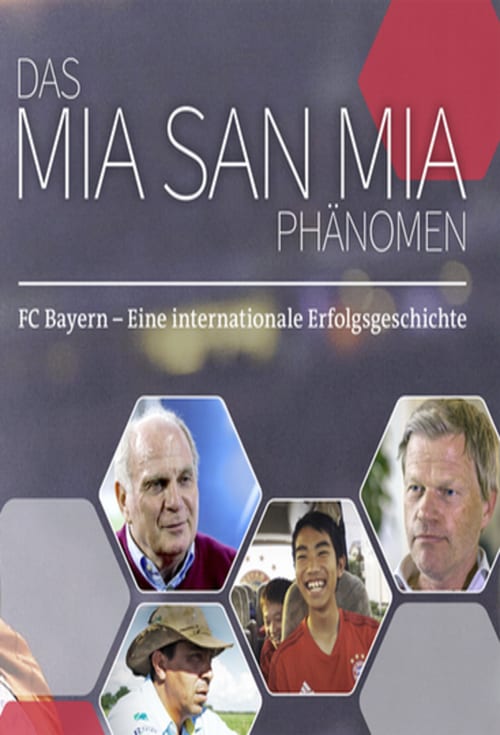 DAS
MIA SAN MIA
PHÄNOMEN
FC Bayern – Eine internationale Erfolgsgeschichte